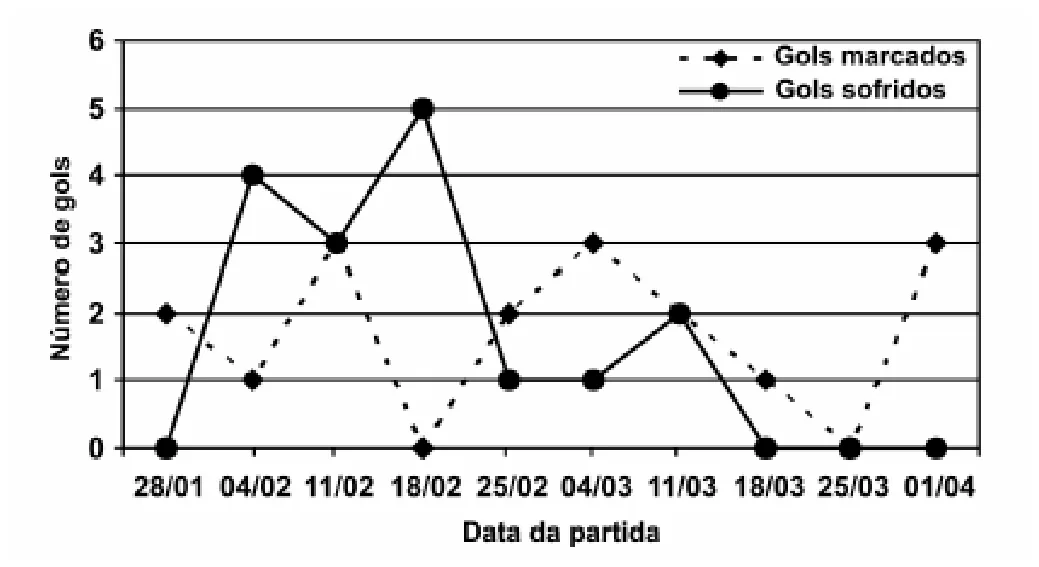 6
Gols marcados
Gols sofridos
5
4
3
2
1
0
Número de gols
28/01 04/02 11/02 18/02 25/02 04/03 11/03 18/03 25/03 01/04
Data da partida